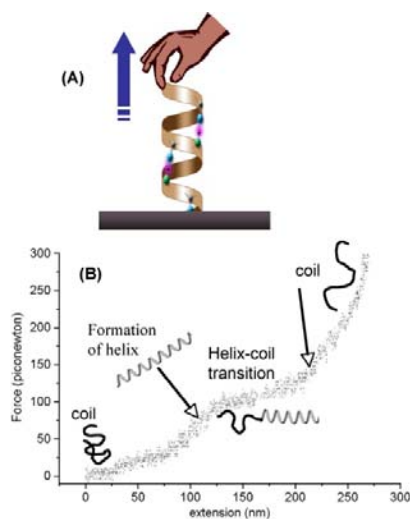 (A)
(B)
300
250
200
150
100
50
0
Force (piconewton)
coil
Formation
of helix
Helix-coil
transition
coil
0
50
100
150
200
250
300
extension (nm)